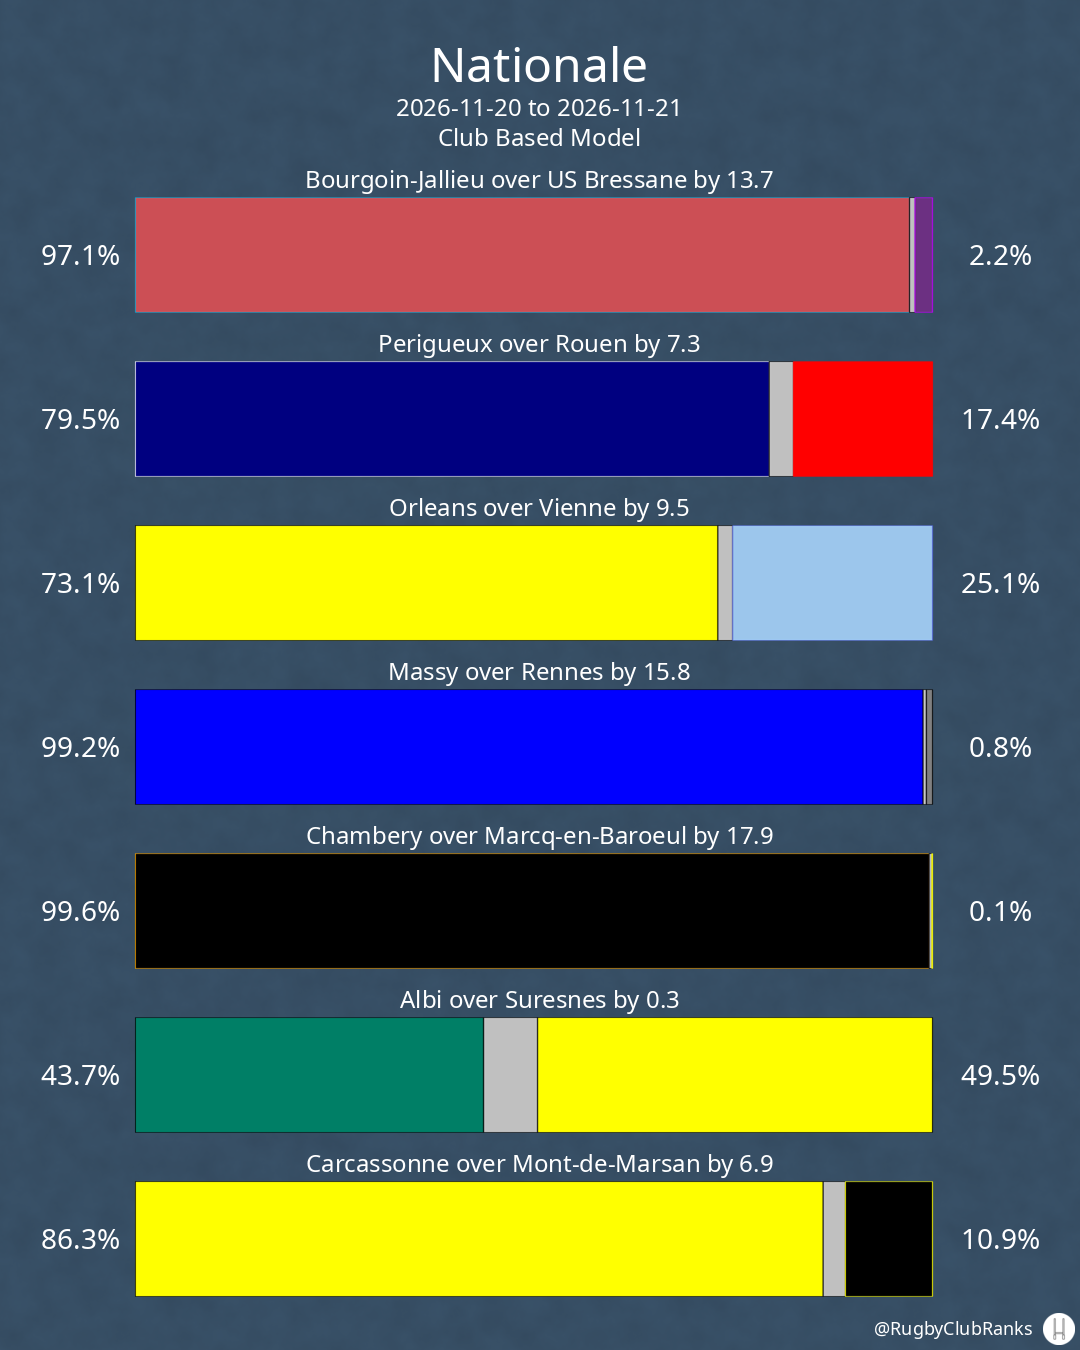 Nationale
2026-11-20 to 2026-11-21
Club Based Model
Bourgoin-Jallieu over US Bressane by 13.7
97.1%
2.2%
Perigueux over Rouen by 7.3
79.5%
17.4%
Orleans over Vienne by 9.5
73.1%
25.1%
Massy over Rennes by 15.8
99.2%
0.8%
Chambery over Marcq-en-Baroeul by 17.9
99.6%
0.1%
Albi over Suresnes by 0.3
43.7%
49.5%
Carcassonne over Mont-de-Marsan by 6.9
86.3%
10.9%
@RugbyClubRanks